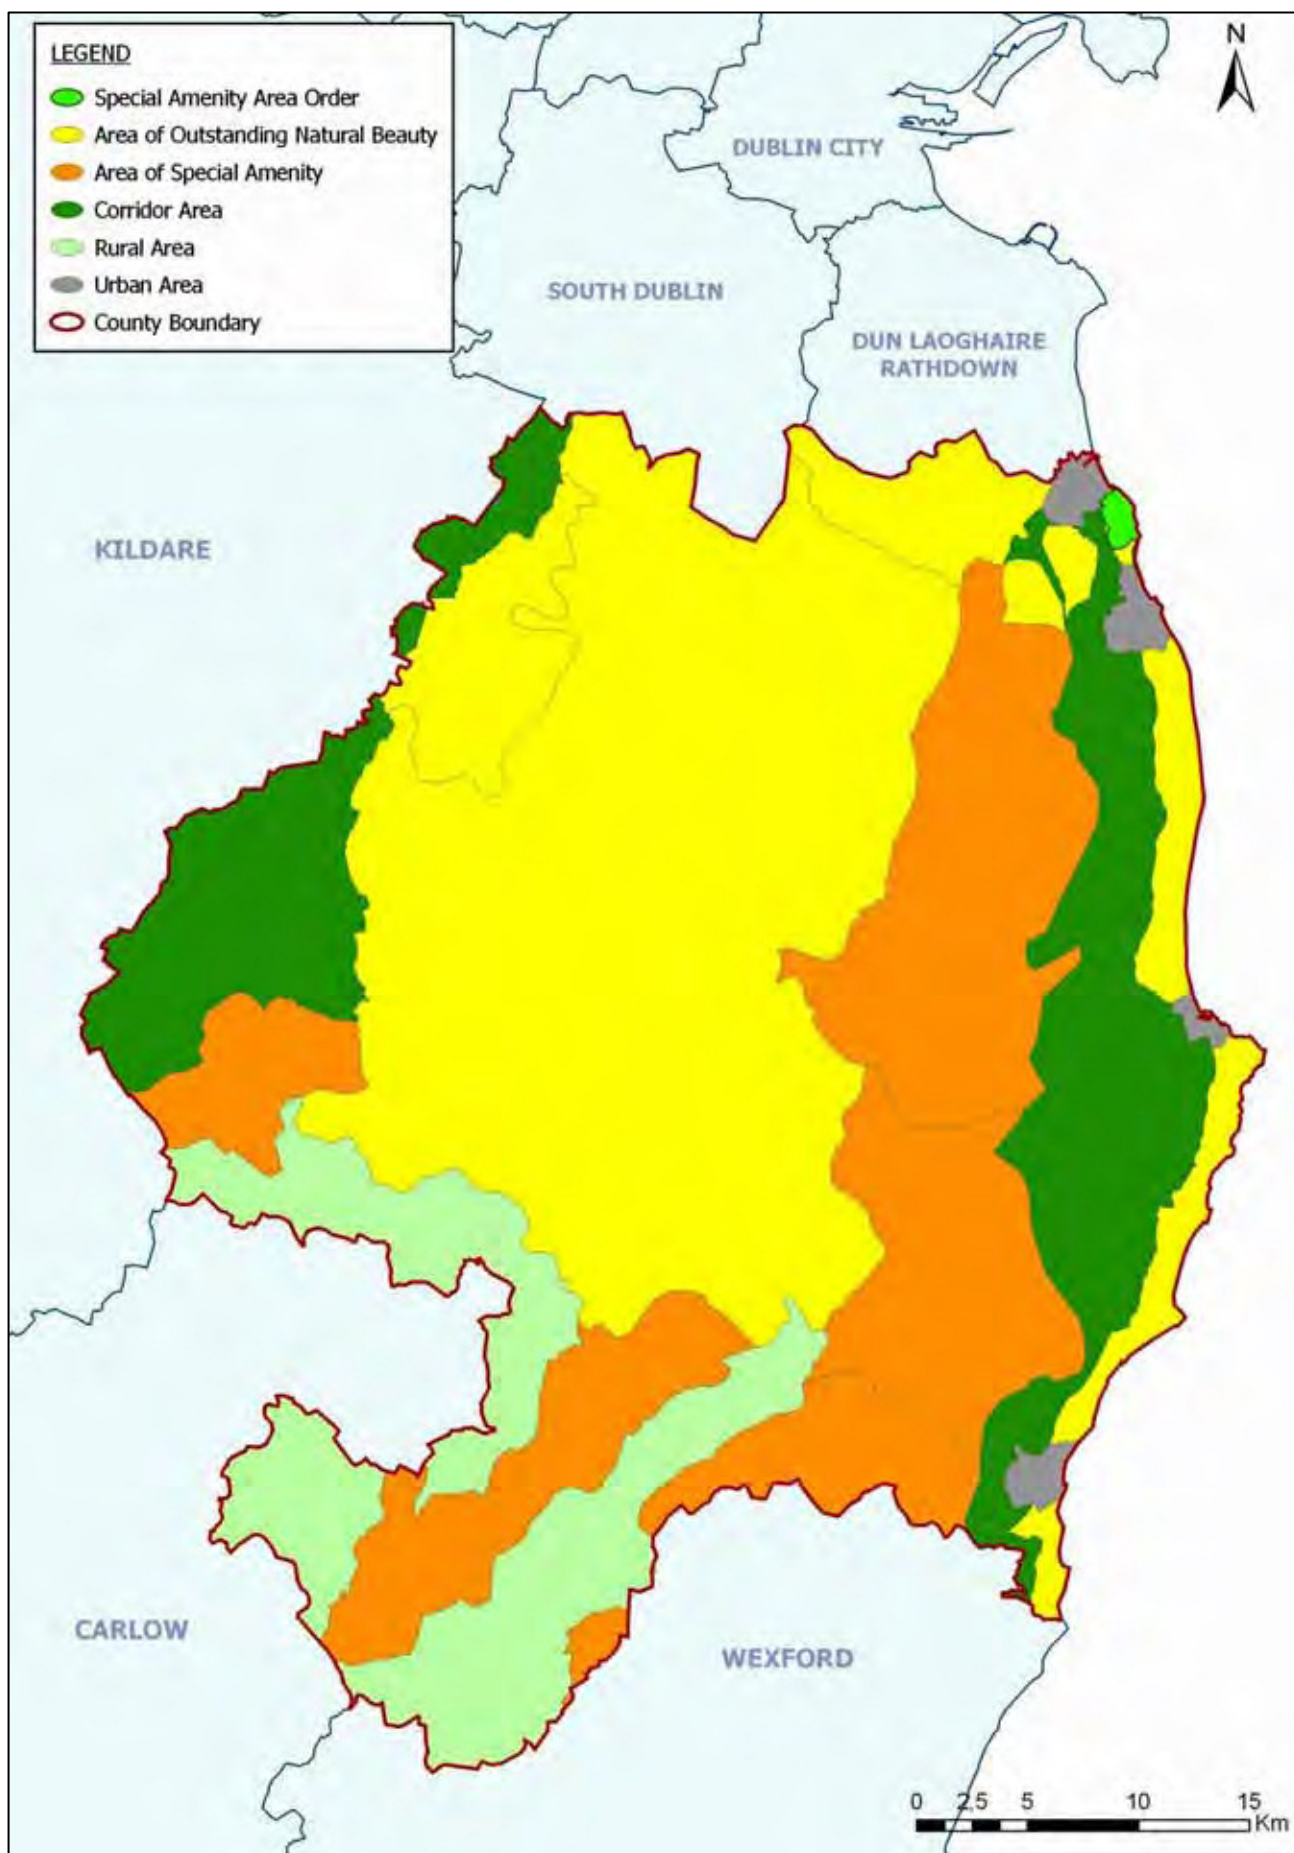 LEGEND
Special Amenity Area Order
Area of Outstanding Natural Beauty
Area of Special Amenity
Corridor Area
Rural Area
Urban Area
County Boundary
N
DUBLIN CITY
SOUTH DUBLIN
DUN LAOGHAIRE
RATHDOWN
KILDARE
CARLOW
WEXFORD
0 2.5 5 10 15
Km